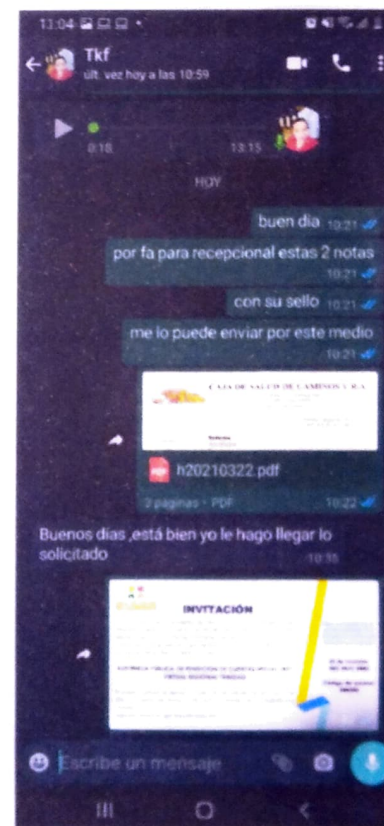 11:04
Tkf
últ. vez hoy a las 10:59
0:18 13:15
HOY
buen dia 10:21
por fa para recepcional estas 2 notas
10:21
con su sello 10:21
me lo puede enviar por este medio
10:21
CAJA DE SALUD DE CAMINOS Y R.A.
PDF h20210322.pdf
2 paginas • PDF 10:22
Buenos días ,está bien yo le hago llegar lo
solicitado 10:35
INVITACIÓN
Escribe un mensaje